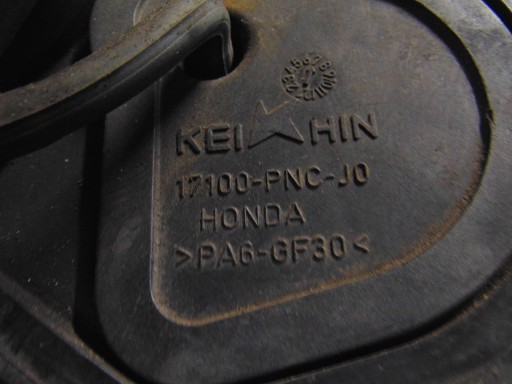 KEIHIN
17100-PNC-J0
HONDA
>PA6-GF30<